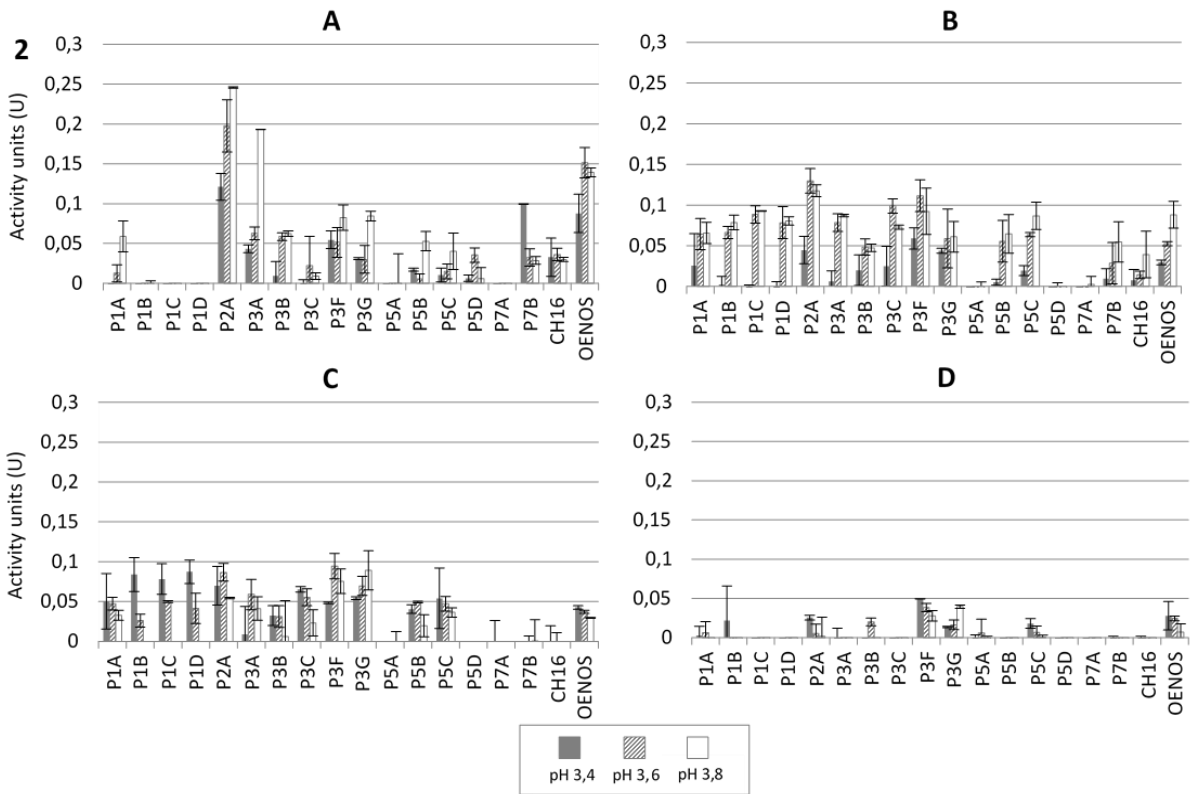 2
A
B
Activity units (U)
0,3
0,25
0,2
0,15
0,1
0,05
0
P1A P1B P1C P1D P2A P3A P3B P3C P3F P3G P5A P5B P5C P5D P7A P7B CH16 OENOS
0,3
0,25
0,2
0,15
0,1
0,05
0
P1A P1B P1C P1D P2A P3A P3B P3C P3F P3G P5A P5B P5C P5D P7A P7B CH16 OENOS
C
D
Activity units (U)
0,3
0,25
0,2
0,15
0,1
0,05
0
P1A P1B P1C P1D P2A P3A P3B P3C P3F P3G P5A P5B P5C P5D P7A P7B CH16 OENOS
0,3
0,25
0,2
0,15
0,1
0,05
0
P1A P1B P1C P1D P2A P3A P3B P3C P3F P3G P5A P5B P5C P5D P7A P7B CH16 OENOS
pH 3,4 pH 3,6 pH 3,8